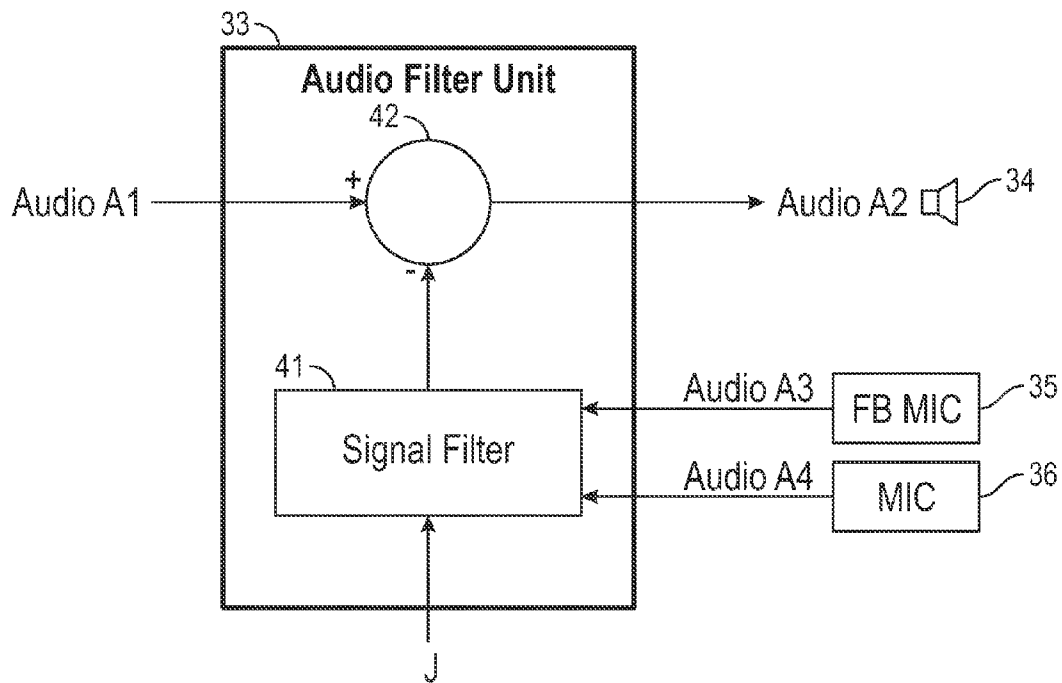 33
Audio Filter Unit
42
+
Audio A1
Audio A2
34
-
41
Signal Filter
Audio A3
FB MIC
35
Audio A4
MIC
36
J